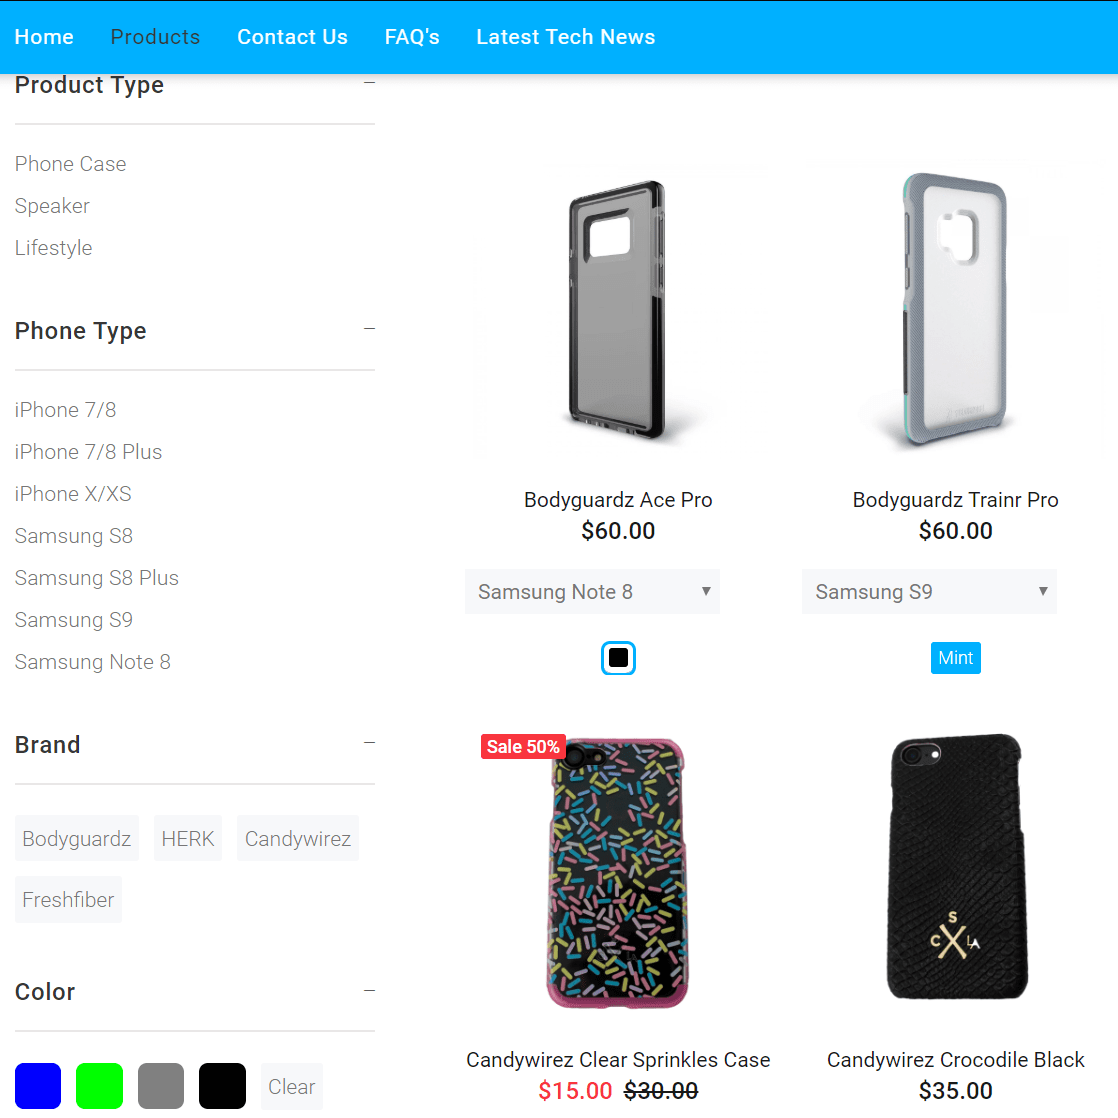 Home Products Contact Us FAQ's Latest Tech News
Product Type
Phone Case
Speaker
Lifestyle
Phone Type
iPhone 7/8
iPhone 7/8 Plus
iPhone X/XS
Samsung S8
Samsung S8 Plus
Samsung S9
Samsung Note 8
Brand
Bodyguardz HERK Candywirez
Freshfiber
Color
Clear
Bodyguardz Ace Pro
$60.00
Samsung Note 8
Bodyguardz Trainr Pro
$60.00
Samsung S9
Mint
Sale 50%
Candywirez Clear Sprinkles Case
$15.00 $30.00
S
C LA
Candywirez Crocodile Black
$35.00